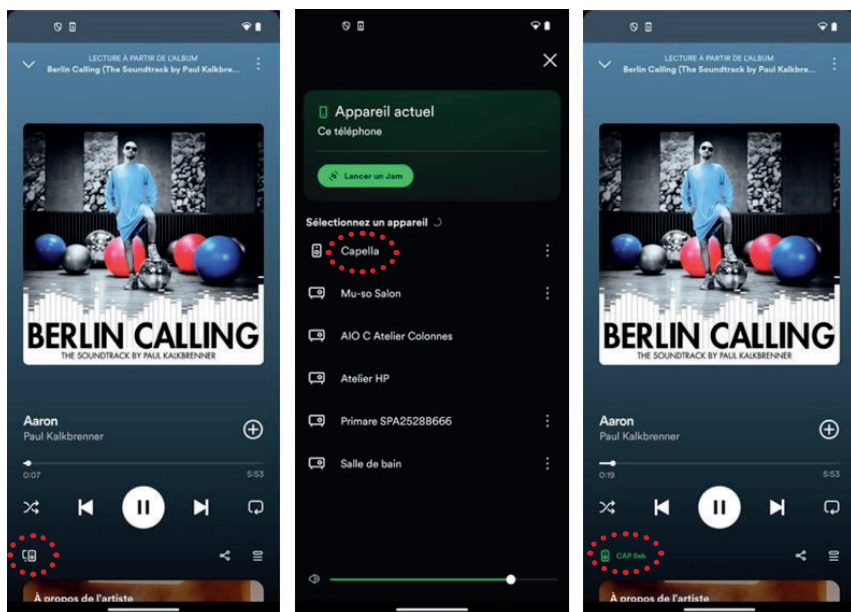 LECTURE À PARTIR DE L'ALBUM
Berlin Calling (The Soundtrack by Paul Kalkbre...
BERLIN CALLING
THE SOUNDTRACK BY PAUL KALKBRENNER
Aaron
Paul Kalkbrenner
0:07
5:53
À propos de l'artiste
Appareil actuel
Ce téléphone
Lancer un Jam
Sélectionnez un appareil
Capella
Mu-so Salon
AIO C Atelier Colonnes
Atelier HP
Primare SPA2528B666
Salle de bain
LECTURE À PARTIR DE L'ALBUM
Berlin Calling (The Soundtrack by Paul Kalkbre...
BERLIN CALLING
THE SOUNDTRACK BY PAUL KALKBRENNER
Aaron
Paul Kalkbrenner
0:19
5:53
CAP Seb
À propos de l'artiste